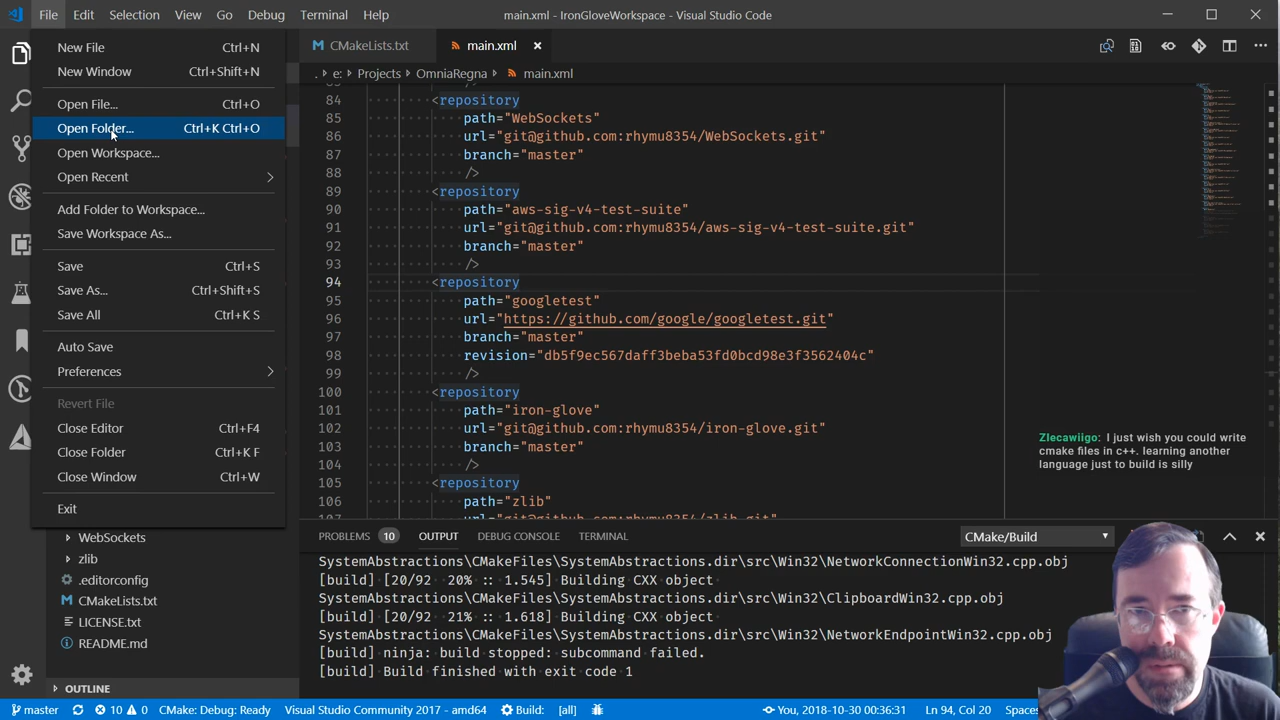 File Edit Selection View Go Debug Terminal Help main.xml - IronGloveWorkspace - Visual Studio Code
New File Ctrl+N
New Window Ctrl+Shift+N
Open File... Ctrl+O
Open Folder... Ctrl+K Ctrl+O
Open Workspace...
Open Recent
Add Folder to Workspace...
Save Workspace As...
Save Ctrl+S
Save As... Ctrl+Shift+S
Save All Ctrl+K S
Auto Save
Preferences
Revert File
Close Editor Ctrl+F4
Close Folder Ctrl+K F
Close Window Ctrl+W
Exit
WebSockets
zlib
.editorconfig
CMakeLists.txt
LICENSE.txt
README.md
OUTLINE
CMakeLists.txt main.xml
. e: Projects OmniaRegna main.xml
83 />
84 <repository
85 path="WebSockets"
86 url="git@github.com:rhymu8354/WebSockets.git"
87 branch="master"
88 />
89 <repository
90 path="aws-sig-v4-test-suite"
91 url="git@github.com:rhymu8354/aws-sig-v4-test-suite.git"
92 branch="master"
93 />
94 <repository
95 path="googletest"
96 url="https://github.com/google/googletest.git"
97 branch="master"
98 revision="db5f9ec567daff3beba53fd0bcd98e3f3562404c"
99 />
100 <repository
101 path="iron-glove"
102 url="git@github.com:rhymu8354/iron-glove.git"
103 branch="master"
104 />
105 <repository
106 path="zlib"
107 url="git@github.com:rhymu8354/zlib.git"
Zlecawiigo: I just wish you could write
cmake files in c++. learning another
language just to build is silly
PROBLEMS 10 OUTPUT DEBUG CONSOLE TERMINAL CMake/Build
SystemAbstractions\CMakeFiles\SystemAbstractions.dir\src\Win32\NetworkConnectionWin32.cpp.obj
[build] [20/92 20% :: 1.545] Building CXX object
SystemAbstractions\CMakeFiles\SystemAbstractions.dir\src\Win32\ClipboardWin32.cpp.obj
[build] [20/92 21% :: 1.618] Building CXX object
SystemAbstractions\CMakeFiles\SystemAbstractions.dir\src\Win32\NetworkEndpointWin32.cpp.obj
[build] ninja: build stopped: subcommand failed.
[build] Build finished with exit code 1
master 10 0 CMake: Debug: Ready Visual Studio Community 2017 - amd64 Build: [all] You, 2018-10-30 00:36:31 Ln 94, Col 20 Spaces